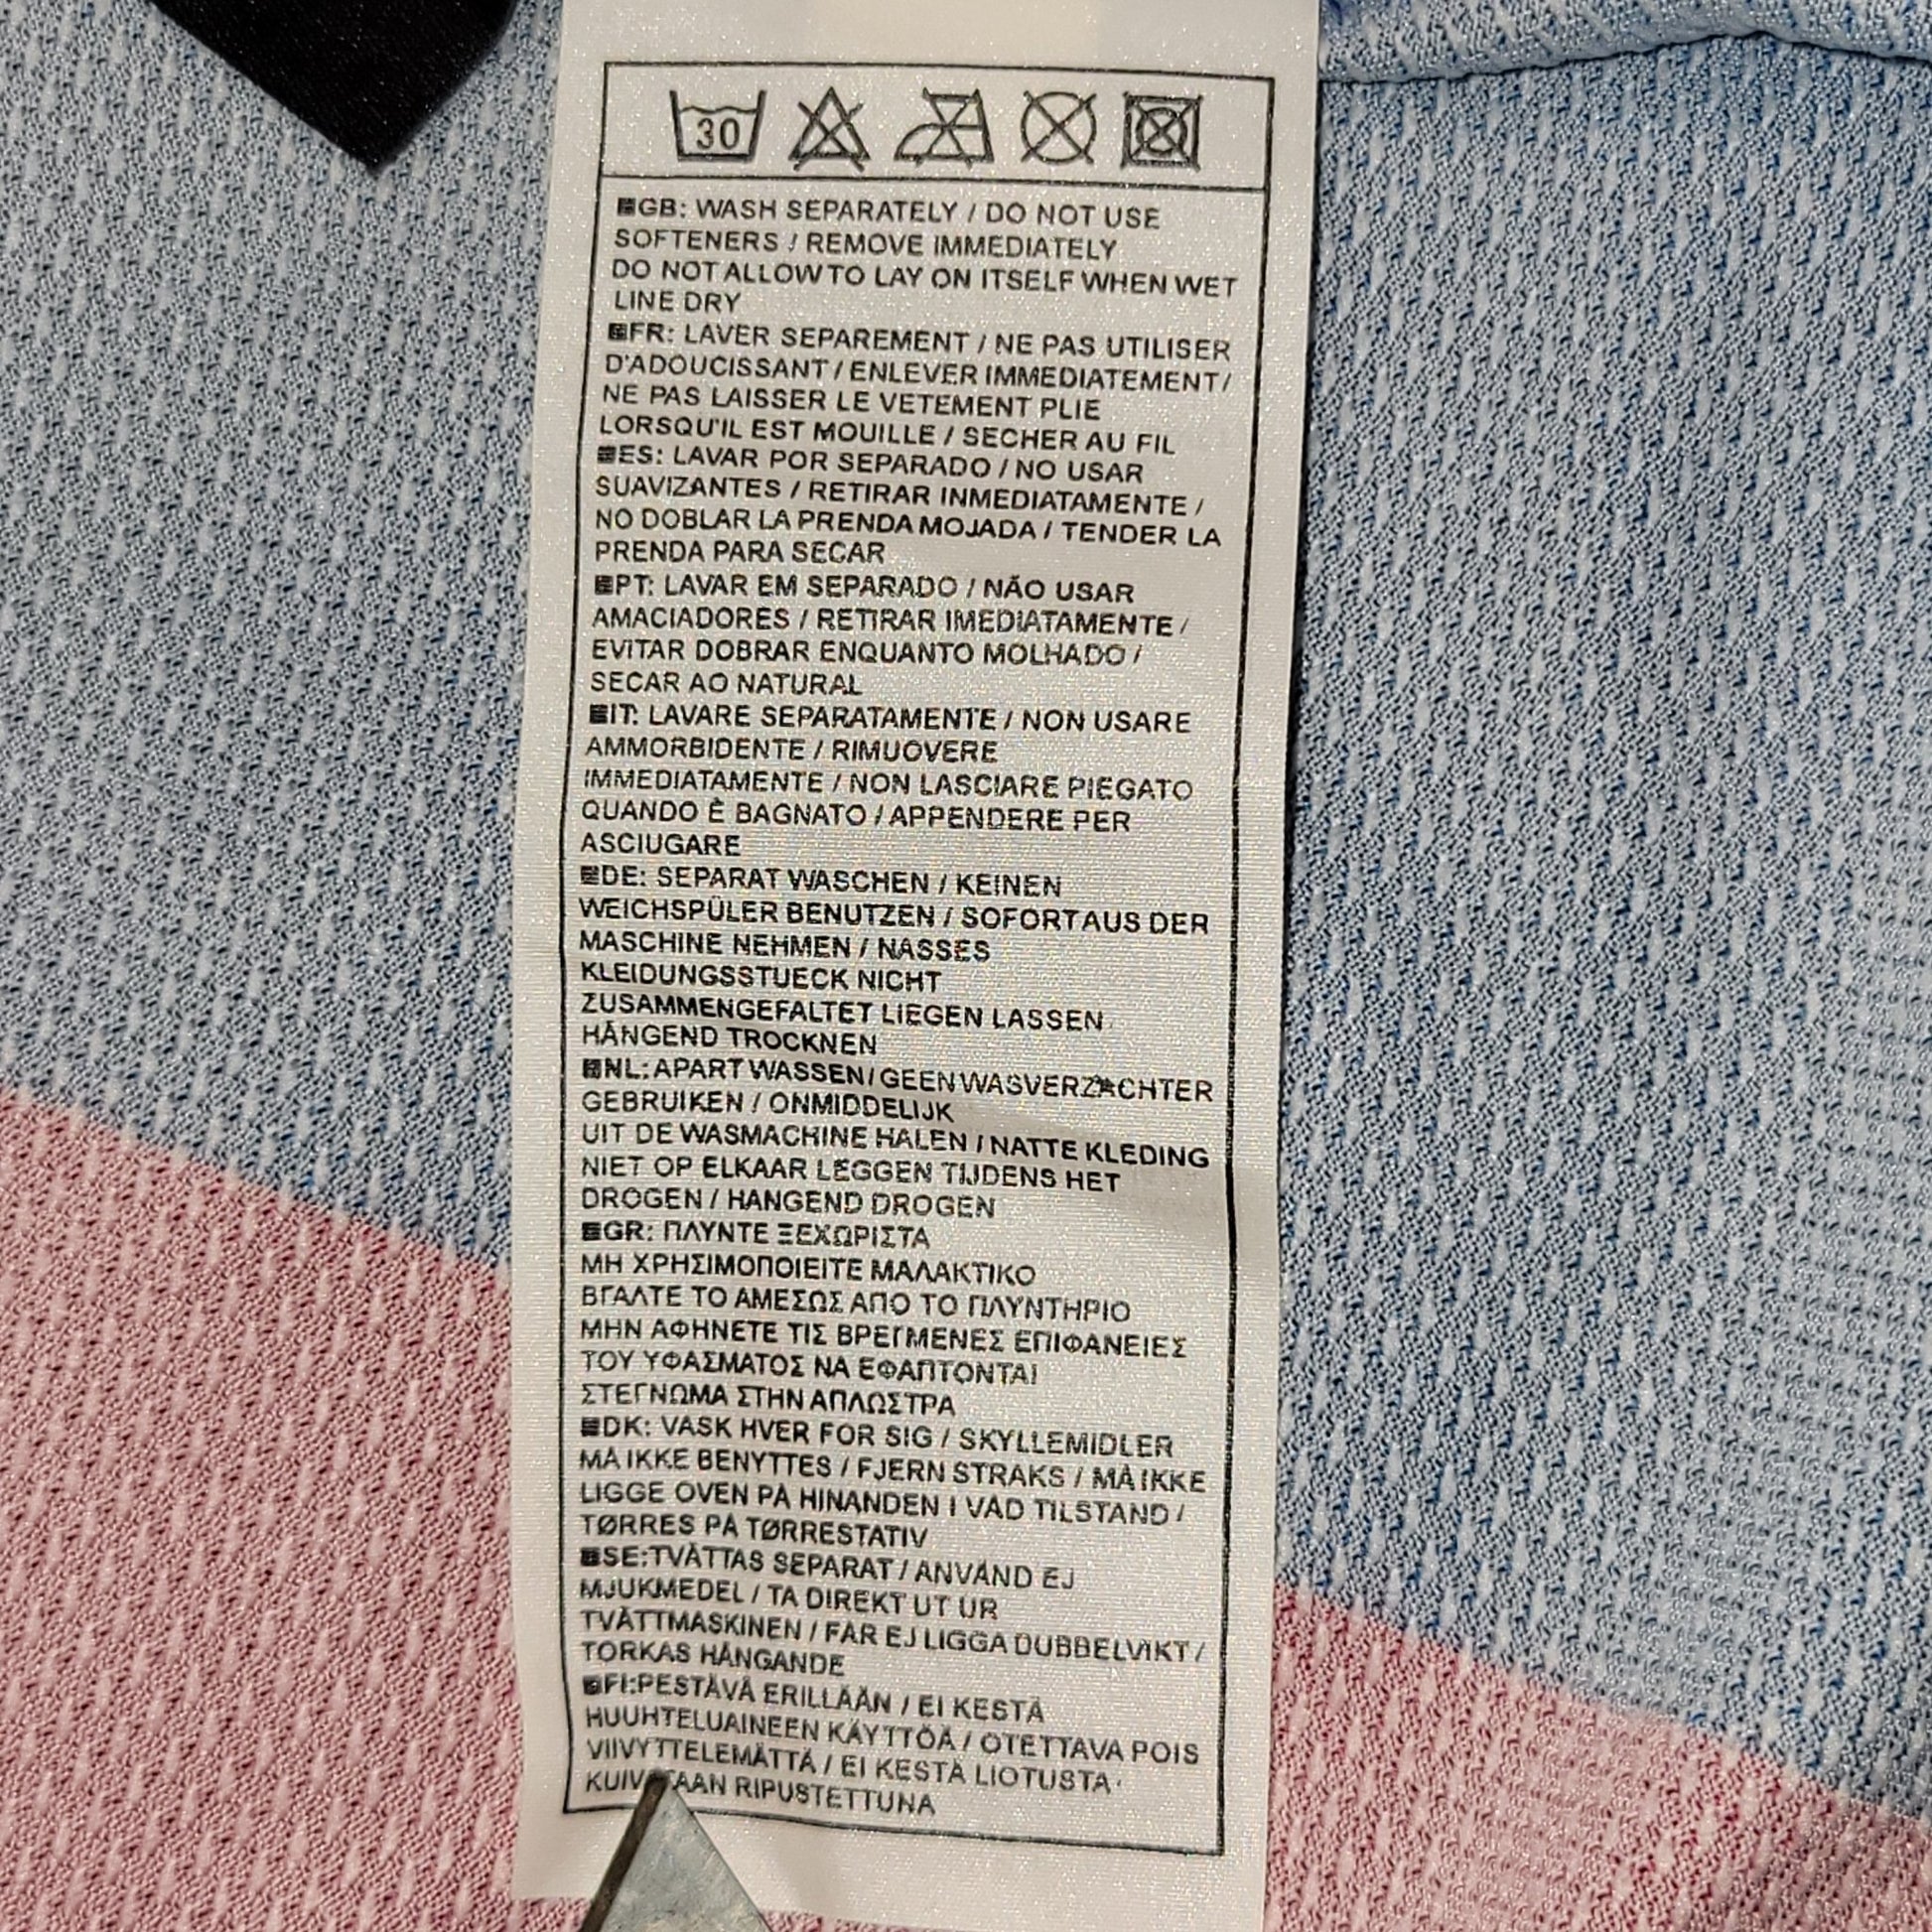 30
GB: WASH SEPARATELY / DO NOT USE
SOFTENERS / REMOVE IMMEDIATELY
DO NOT ALLOW TO LAY ON ITSELF WHEN WET
LINE DRY
FR: LAVER SEPAREMENT / NE PAS UTILISER
D'ADOUCISSANT / ENLEVER IMMEDIATEMENT /
NE PAS LAISSER LE VETEMENT PLIE
LORSQU'IL EST MOUILLE / SECHER AU FIL
ES: LAVAR POR SEPARADO / NO USAR
SUAVIZANTES / RETIRAR INMEDIATAMENTE /
NO DOBLAR LA PRENDA MOJADA / TENDER LA
PRENDA PARA SECAR
PT: LAVAR EM SEPARADO / NÃO USAR
AMACIADORES / RETIRAR IMEDIATAMENTE /
EVITAR DOBRAR ENQUANTO MOLHADO /
SECAR AO NATURAL
IT: LAVARE SEPARATAMENTE / NON USARE
AMMORBIDENTE / RIMUOVERE
IMMEDIATAMENTE / NON LASCIARE PIEGATO
QUANDO È BAGNATO / APPENDERE PER
ASCIUGARE
DE: SEPARAT WASCHEN / KEINEN
WEICHSPÜLER BENUTZEN / SOFORT AUS DER
MASCHINE NEHMEN / NASSES
KLEIDUNGSSTUECK NICHT
ZUSAMMENGEFALTET LIEGEN LASSEN
HÄNGEND TROCKNEN
NL: APART WASSEN / GEEN WASVERZACHTER
GEBRUIKEN / ONMIDDELIJK
UIT DE WASMACHINE HALEN / NATTE KLEDING
NIET OP ELKAAR LEGGEN TIJDENS HET
DROGEN / HANGEND DROGEN
GR: ΠΛΥΝΤΕ ΞΕΧΩΡΙΣΤΑ
ΜΗ ΧΡΗΣΙΜΟΠΟΙΕΙΤΕ ΜΑΛΑΚΤΙΚΟ
ΒΓΑΛΤΕ ΤΟ ΑΜΕΣΩΣ ΑΠΟ ΤΟ ΠΛΥΝΤΗΡΙΟ
ΜΗΝ ΑΦΗΝΕΤΕ ΤΙΣ ΒΡΕΓΜΕΝΕΣ ΕΠΙΦΑΝΕΙΕΣ
ΤΟΥ ΥΦΑΣΜΑΤΟΣ ΝΑ ΕΦΑΠΤΟΝΤΑΙ
ΣΤΕΓΝΩΜΑ ΣΤΗΝ ΑΠΛΩΣΤΡΑ
DK: VASK HVER FOR SIG / SKYLLEMIDLER
MÅ IKKE BENYTTES / FJERN STRAKS / MÅ IKKE
LIGGE OVEN PÅ HINANDEN I VÅD TILSTAND /
TØRRES PÅ TØRRESTATIV
SE:TVÄTTAS SEPARAT / ANVÄND EJ
MJUKMEDEL / TA DIREKT UT UR
TVÄTTMASKINEN / FÅR EJ LIGGA DUBBELVIKT /
TORKAS HÄNGANDE
FI:PESTÄVÄ ERILLÄÄN / EI KESTÄ
HUUHTELUAINEEN KÄYTTÖÄ / OTETTAVA POIS
VIIVYTTELEMÄTTÄ / EI KESTÄ LIOTUSTA
RIPUSTETTUNA